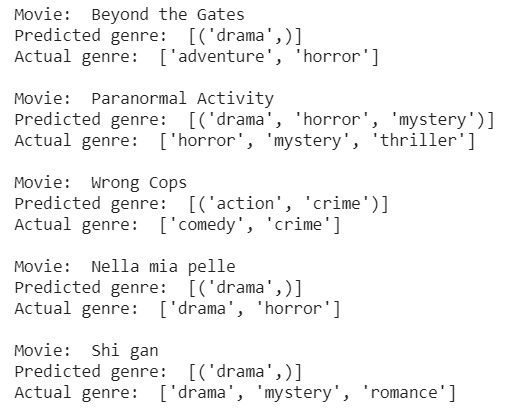 Movie:  Beyond the Gates
Predicted genre:  [('drama',)]
Actual genre:  ['adventure', 'horror']

Movie:  Paranormal Activity
Predicted genre:  [('drama', 'horror', 'mystery')]
Actual genre:  ['horror', 'mystery', 'thriller']

Movie:  Wrong Cops
Predicted genre:  [('action', 'crime')]
Actual genre:  ['comedy', 'crime']

Movie:  Nella mia pelle
Predicted genre:  [('drama',)]
Actual genre:  ['drama', 'horror']

Movie:  Shi gan
Predicted genre:  [('drama',)]
Actual genre:  ['drama', 'mystery', 'romance']